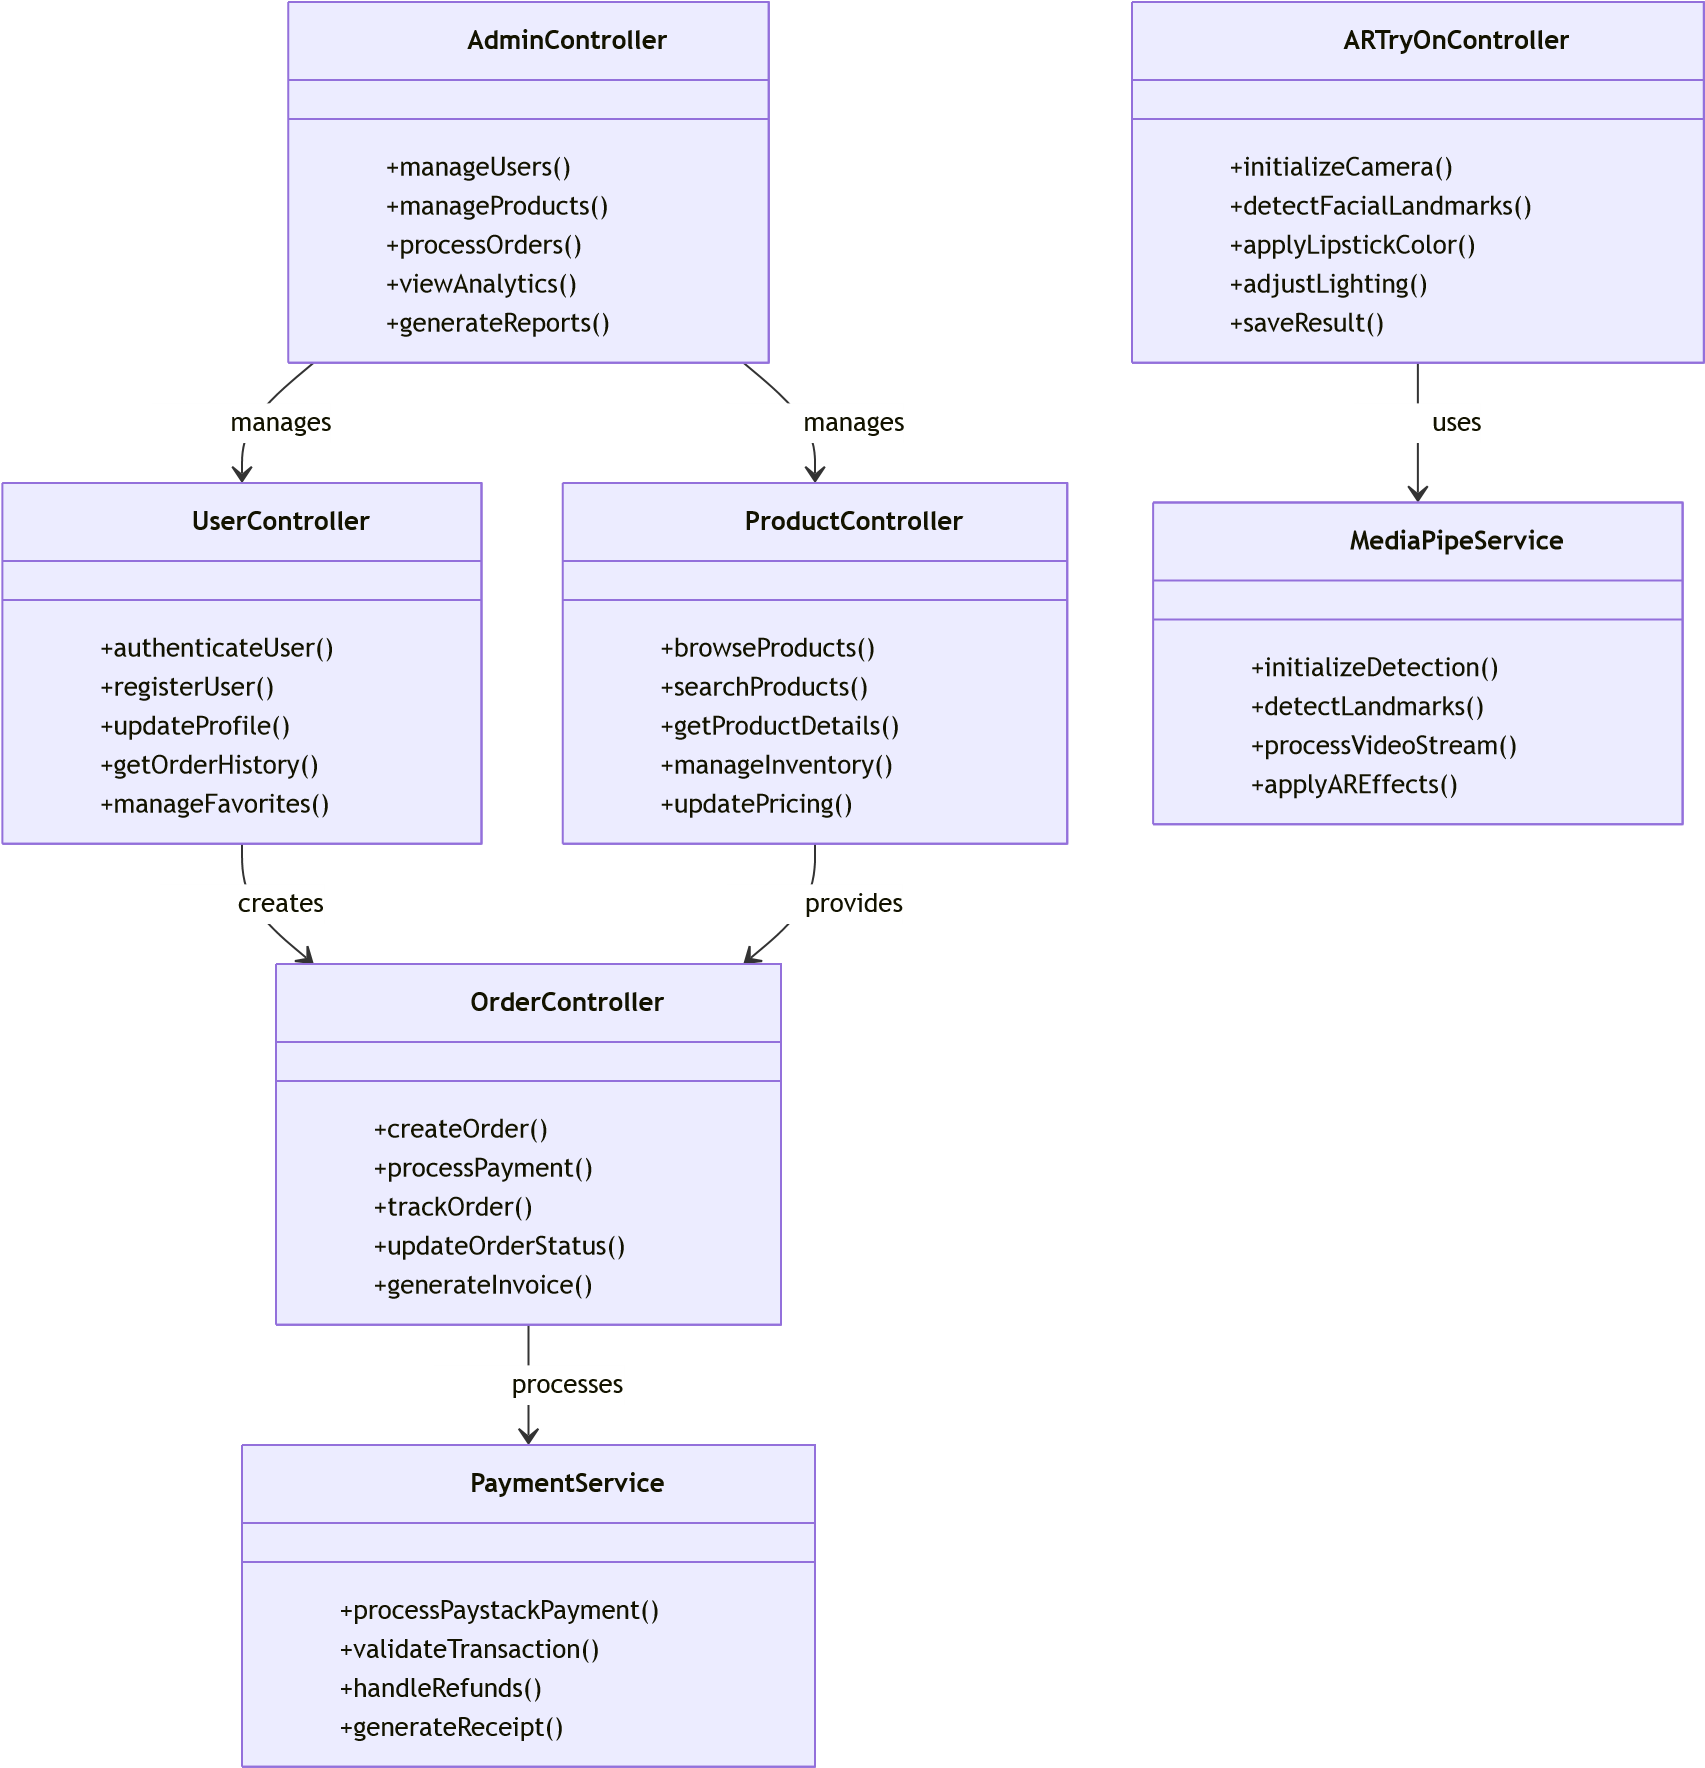 AdminController
+manageUsers()
+manageProducts()
+processOrders()
+viewAnalytics()
+generateReports()
ARTryOnController
+initializeCamera()
+detectFacialLandmarks()
+applyLipstickColor()
+adjustLighting()
+saveResult()
manages
manages
uses
UserController
+authenticateUser()
+registerUser()
+updateProfile()
+getOrderHistory()
+manageFavorites()
ProductController
+browseProducts()
+searchProducts()
+getProductDetails()
+manageInventory()
+updatePricing()
MediaPipeService
+initializeDetection()
+detectLandmarks()
+processVideoStream()
+applyAREffects()
creates
provides
OrderController
+createOrder()
+processPayment()
+trackOrder()
+updateOrderStatus()
+generateInvoice()
processes
PaymentService
+processPaystackPayment()
+validateTransaction()
+handleRefunds()
+generateReceipt()